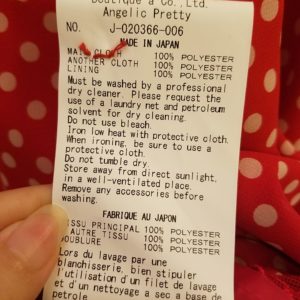 Boutique a Co., Ltd.
Angelic Pretty
NO. J-020366-006
MADE IN JAPAN
MAIN CLOTH 100% POLYESTER
ANOTHER CLOTH 100% POLYESTER
LINING 100% POLYESTER
Must be washed by a professional
dry cleaner. Please request the
use of a laundry net and petroleum
solvent for dry cleaning.
Do not use bleach.
Iron low heat with protective cloth.
When ironing, be sure to use a
protective cloth.
Do not tumble dry.
Store away from direct sunlight,
in a well-ventilated place.
Remove any accessories before
washing.
FABRIQUE AU JAPON
TISSU PRINCIPAL 100% POLYESTER
AUTRE TISSU 100% POLYESTER
DOUBLURE 100% POLYESTER
Lors du lavage par une
blanchisserie, bien stipuler
l'utilisation d'un filet de lavage
et d'un nettoyage a sec a base de
petrole